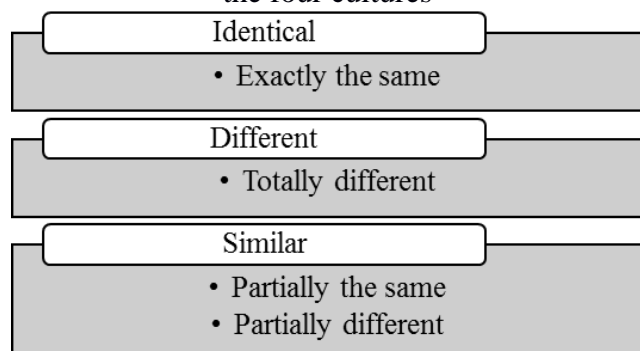 the four cultures
Identical
• Exactly the same
Different
• Totally different
Similar
• Partially the same
• Partially different